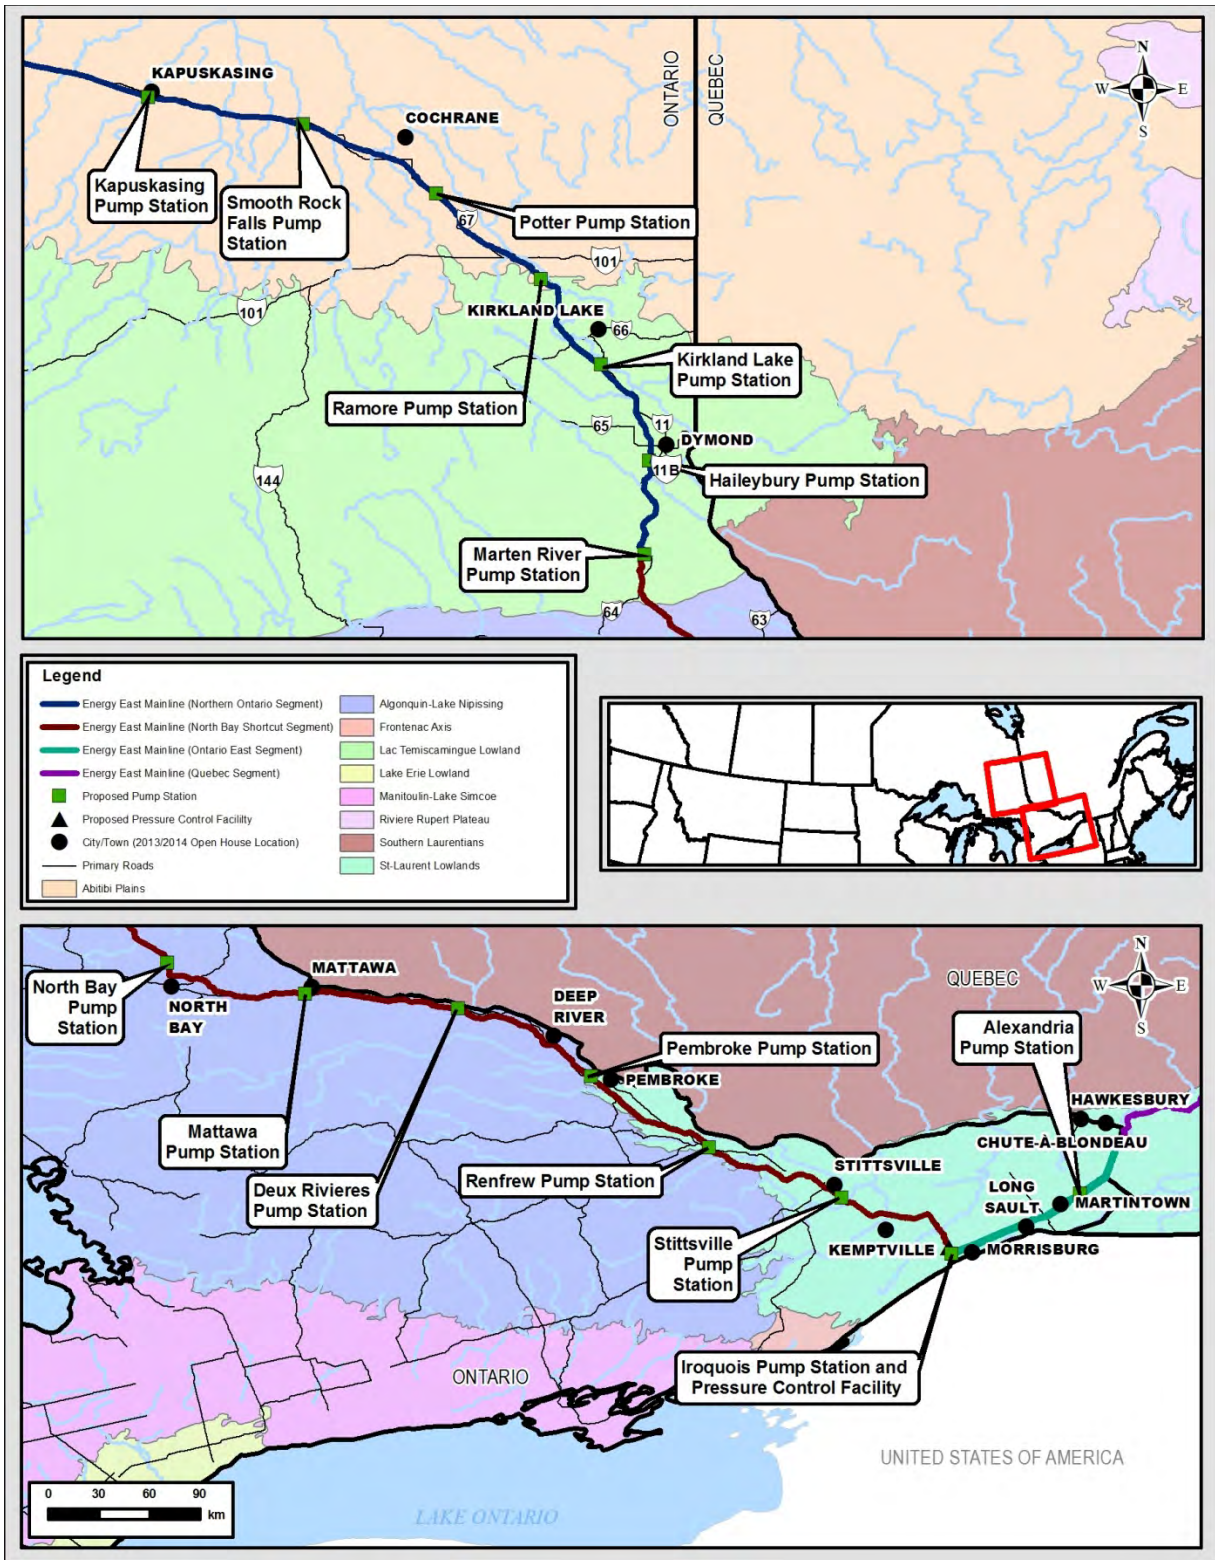 KAPUSKASING
COCHRANE
ONTARIO
QUEBEC
N
W
E
S
Kapuskasing
Pump Station
Smooth Rock
Falls Pump
Station
67
Potter Pump Station
101
101
KIRKLAND LAKE
66
Kirkland Lake
Pump Station
Ramore Pump Station
65
11
DYMOND
11B
144
Haileybury Pump Station
Marten River
Pump Station
64
63
Legend
Energy East Mainline (Northern Ontario Segment)
Energy East Mainline (North Bay Shortcut Segment)
Energy East Mainline (Ontario East Segment)
Energy East Mainline (Quebec Segment)
Proposed Pump Station
Proposed Pressure Control Facililty
City/Town (2013/2014 Open House Location)
Primary Roads
Abitibi Plains
Algonquin-Lake Nipissing
Frontenac Axis
Lac Temiscamingue Lowland
Lake Erie Lowland
Manitoulin-Lake Simcoe
Riviere Rupert Plateau
Southern Laurentians
St-Laurent Lowlands
North Bay
Pump
Station
NORTH
BAY
MATTAWA
DEEP
RIVER
QUEBEC
N
W
E
S
Alexandria
Pump Station
Pembroke Pump Station
PEMBROKE
HAWKESBURY
CHUTE-À-BLONDEAU
Mattawa
Pump Station
Deux Rivieres
Pump Station
Renfrew Pump Station
STITTSVILLE
LONG
SAULT
MARTINTOWN
Stittsville
Pump
Station
KEMPTVILLE
MORRISBURG
Iroquois Pump Station and
Pressure Control Facility
ONTARIO
UNITED STATES OF AMERICA
LAKE ONTARIO
0 30 60 90
km